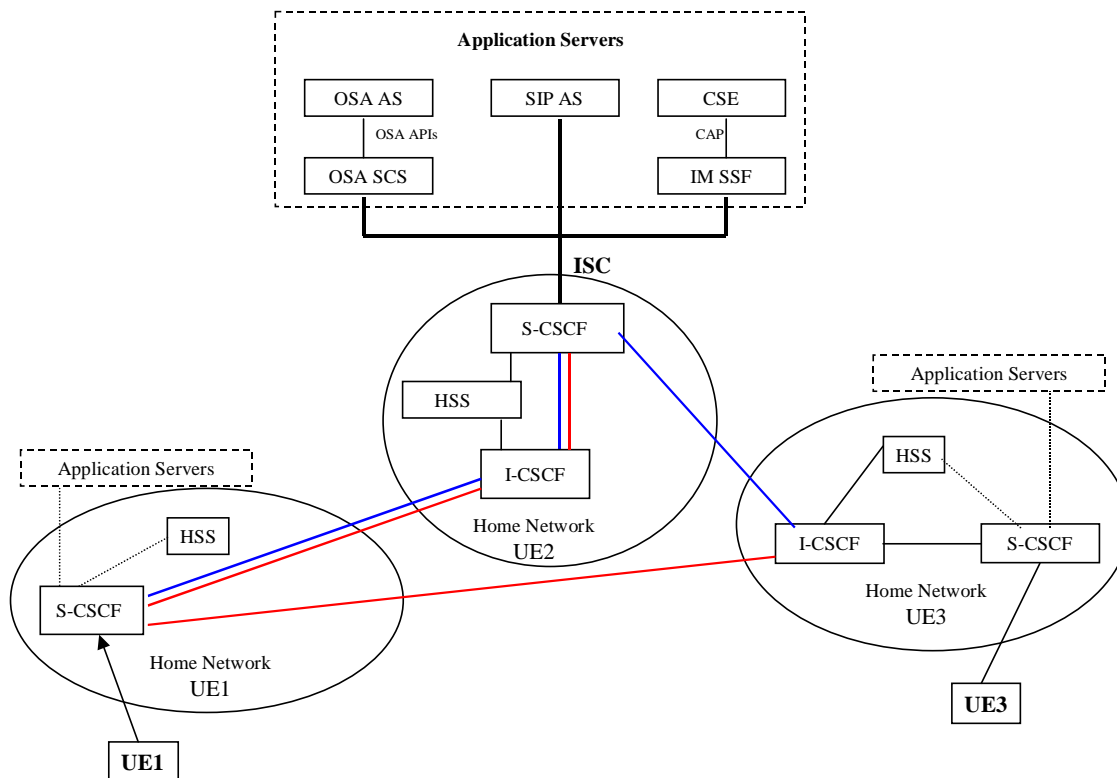 Application Servers
OSA AS
SIP AS
CSE
OSA APIs
CAP
OSA SCS
IM SSF
ISC
S-CSCF
HSS
I-CSCF
Home Network
UE2
Application Servers
HSS
S-CSCF
Home Network
UE1
UE1
Application Servers
HSS
I-CSCF
S-CSCF
Home Network
UE3
UE3